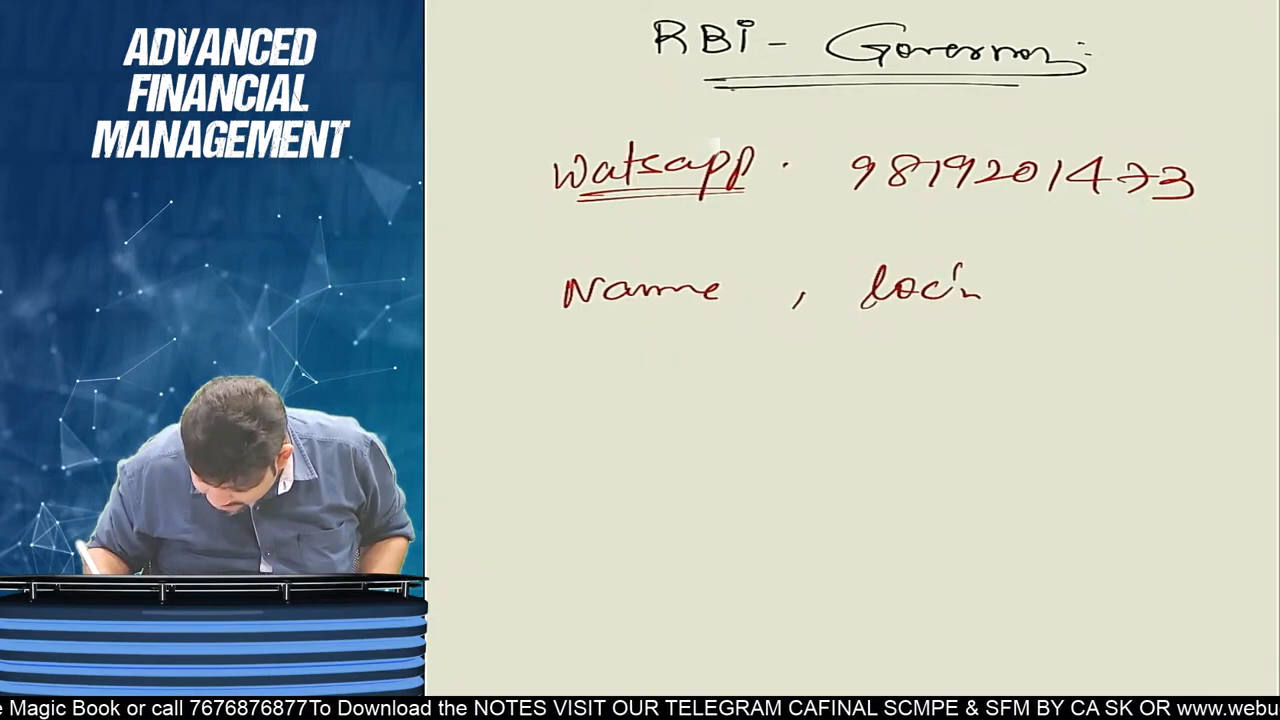 ADVANCED
FINANCIAL
MANAGEMENT
RBi - Governor:
Watsapp . 9819201473
Name , loc'n
e Magic Book or call 7676876877To Download the NOTES VISIT OUR TELEGRAM CAFINAL SCMPE & SFM BY CA SK OR www.webu